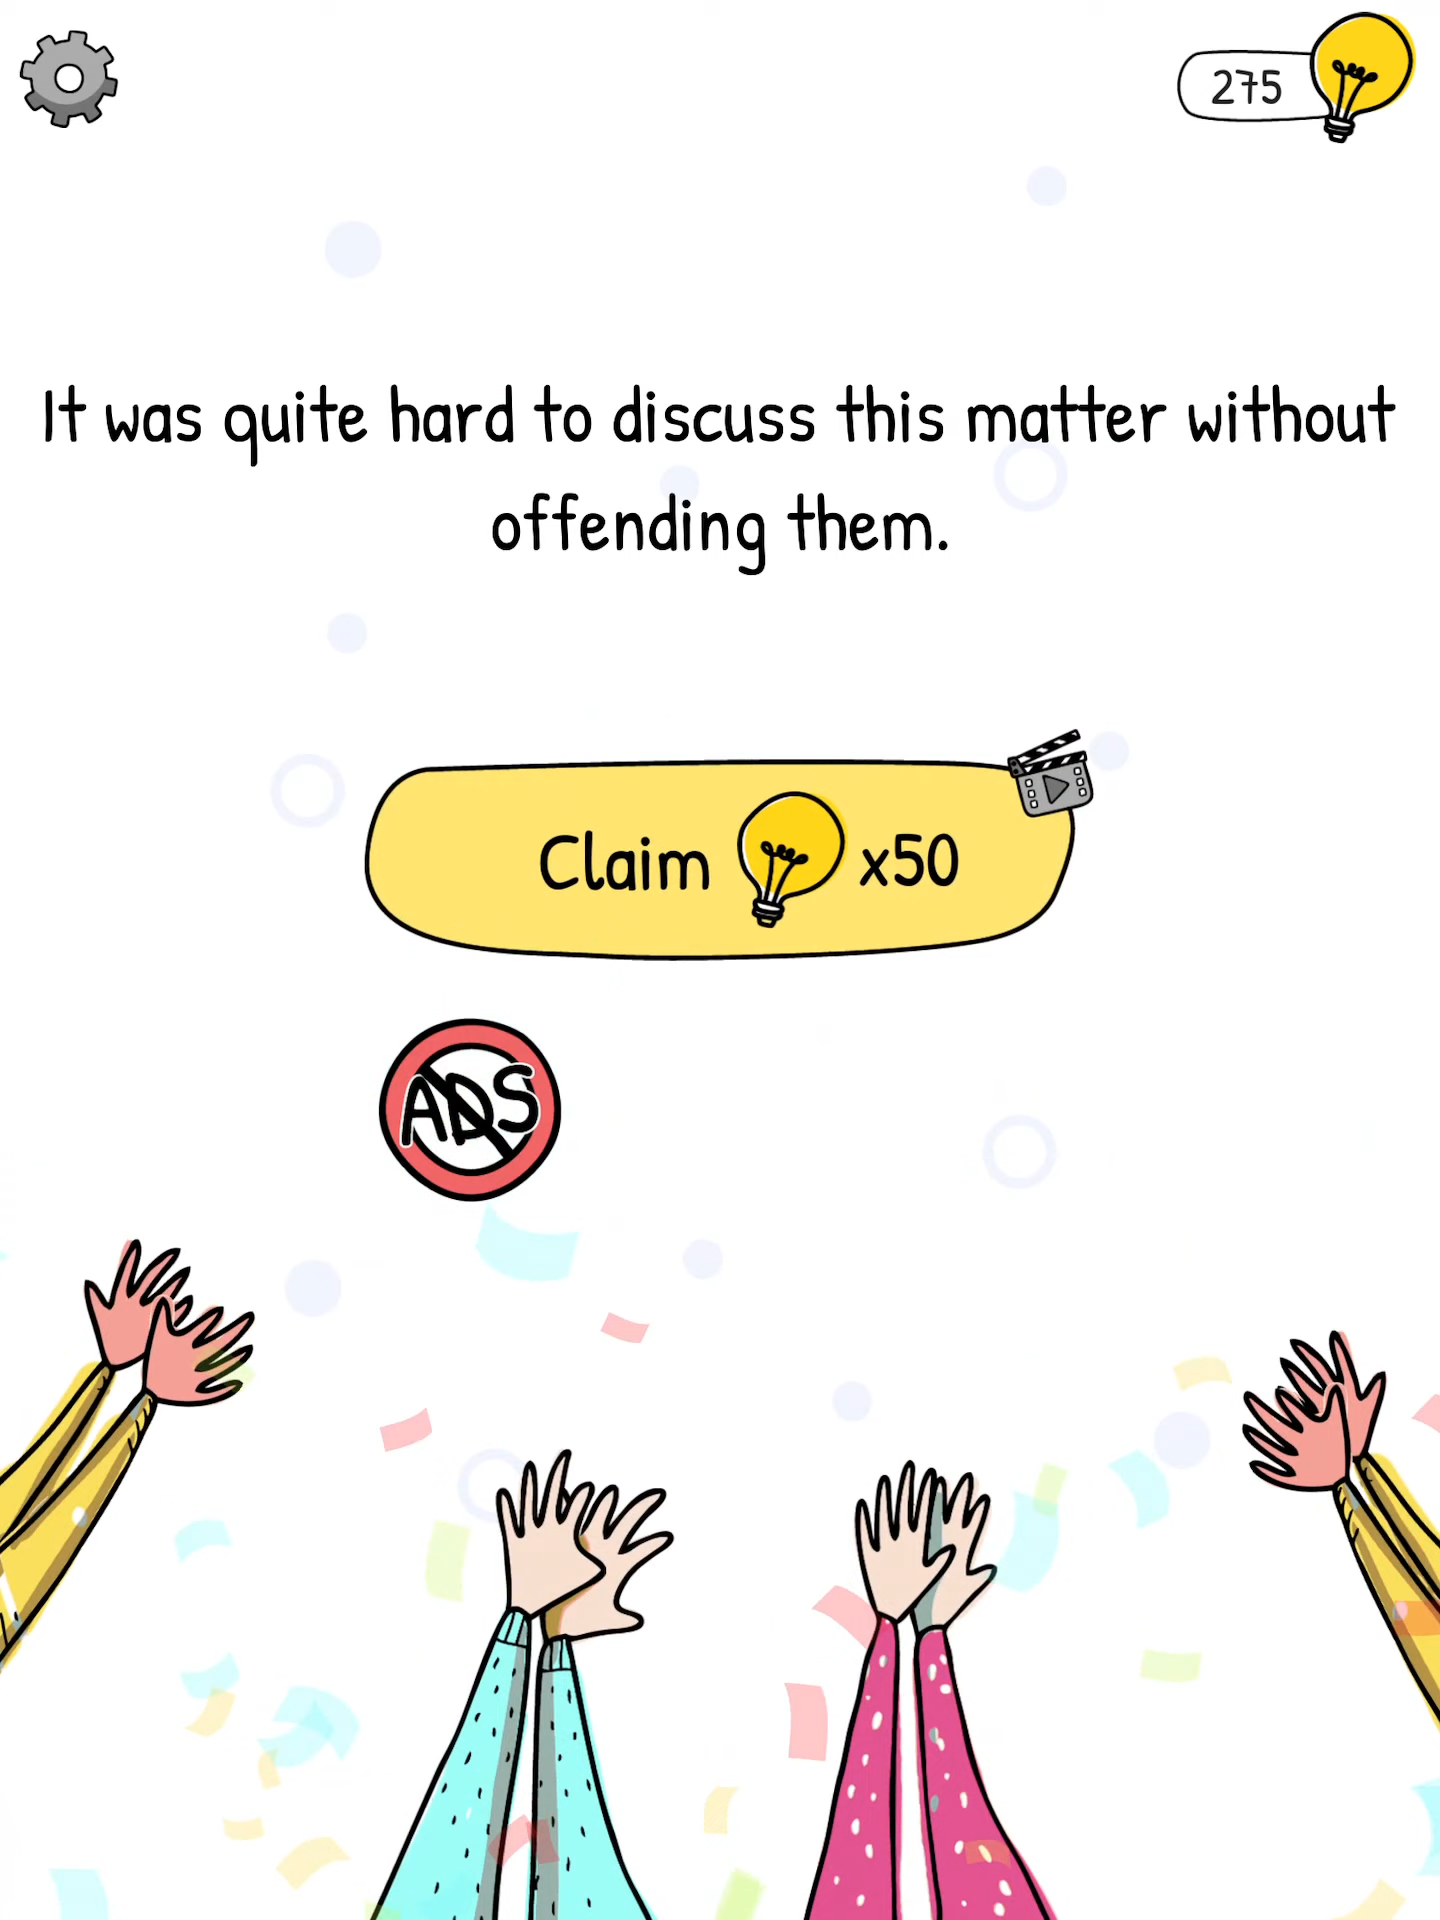 275
It was quite hard to discuss this matter without
offending them.
Claim x50
ADS